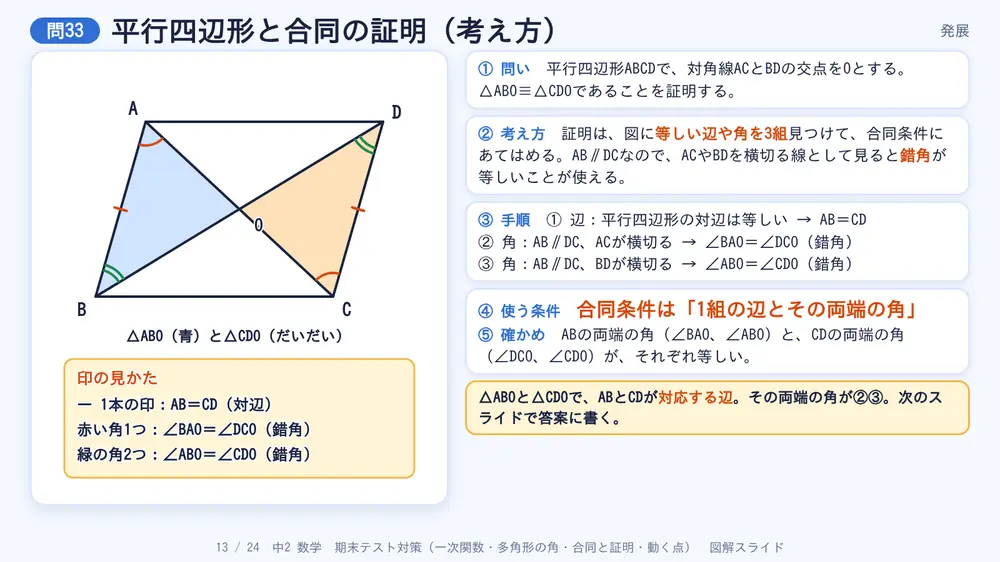 問33 平行四辺形と合同の証明（考え方）
発展
A
D
O
B
C
△ABO（青）と△CDO（だいだい）
印の見かた
― 1本の印：AB＝CD（対辺）
赤い角1つ：∠BAO＝∠DCO（錯角）
緑の角2つ：∠ABO＝∠CDO（錯角）
① 問い　平行四辺形ABCDで、対角線ACとBDの交点をOとする。
△ABO≡△CDOであることを証明する。
② 考え方　証明は、図に等しい辺や角を3組見つけて、合同条件に
あてはめる。AB∥DCなので、ACやBDを横切る線として見ると錯角が
等しいことが使える。
③ 手順　① 辺：平行四辺形の対辺は等しい → AB＝CD
② 角：AB∥DC、ACが横切る → ∠BAO＝∠DCO（錯角）
③ 角：AB∥DC、BDが横切る → ∠ABO＝∠CDO（錯角）
④ 使う条件　合同条件は「1組の辺とその両端の角」
⑤ 確かめ　ABの両端の角（∠BAO、∠ABO）と、CDの両端の角
（∠DCO、∠CDO）が、それぞれ等しい。
△ABOと△CDOで、ABとCDが対応する辺。その両端の角が②③。次のス
ライドで答案に書く。
13 / 24　中2 数学　期末テスト対策（一次関数・多角形の角・合同と証明・動く点）　図解スライド